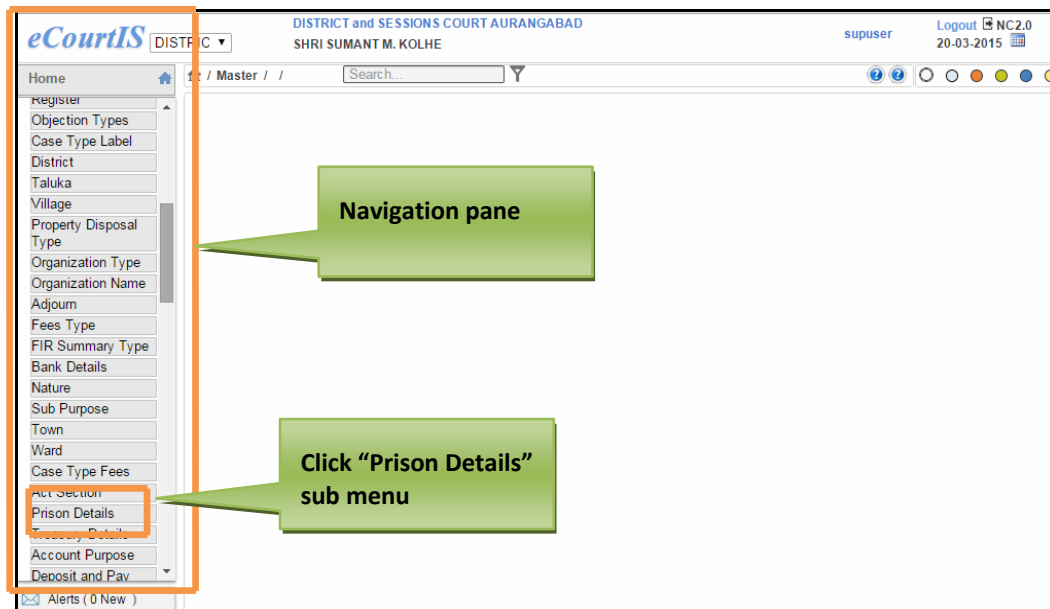 eCourtIS DISTRIC
DISTRICT and SESSIONS COURT AURANGABAD
SHRI SUMANT M. KOLHE
supuser
Logout NC2.0
20-03-2015
Home
/ Master / /
Search...
Register
Objection Types
Case Type Label
District
Taluka
Village
Property Disposal
Type
Organization Type
Organization Name
Adjourn
Fees Type
FIR Summary Type
Bank Details
Nature
Sub Purpose
Town
Ward
Case Type Fees
Act Section
Prison Details
Treasury Details
Account Purpose
Deposit and Pay
Alerts ( 0 New )
Navigation pane
Click “Prison Details”
sub menu